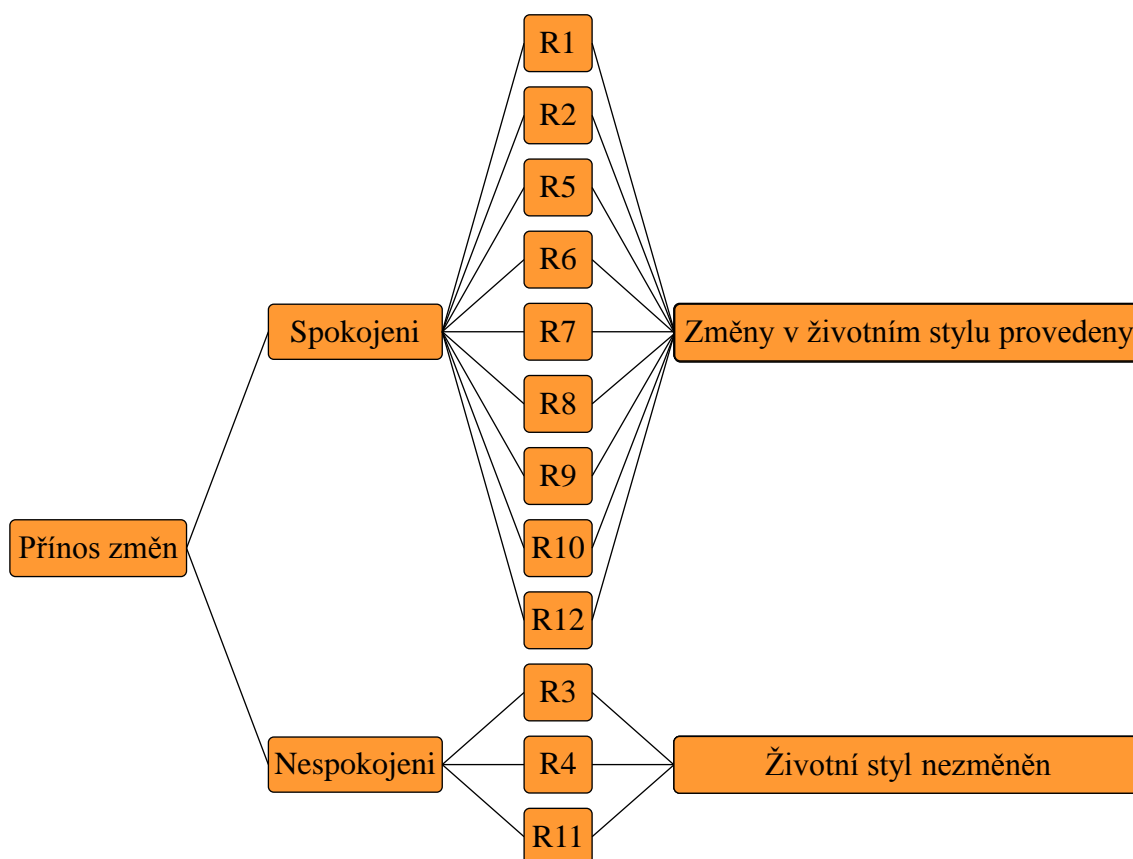 R1
R2
R5
R6
Spokojeni
R7
Změny v životním stylu provedeny
R8
R9
Přínos změn
R10
R12
R3
Nespokojeni
R4
Životní styl nezměněn
R11